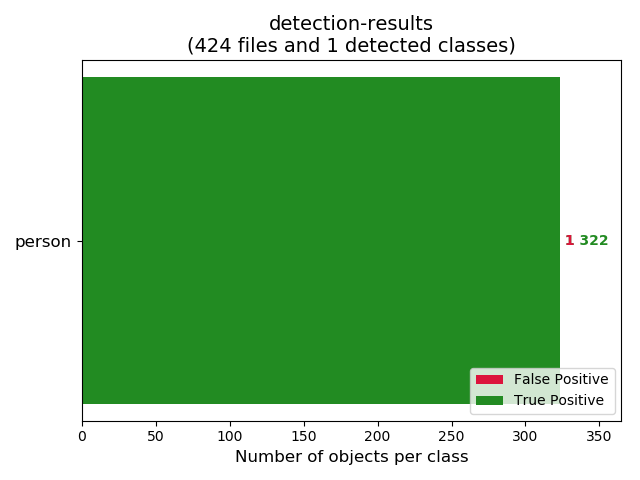 detection-results
(424 files and 1 detected classes)
person
1 322
False Positive
True Positive
0 50 100 150 200 250 300 350
Number of objects per class